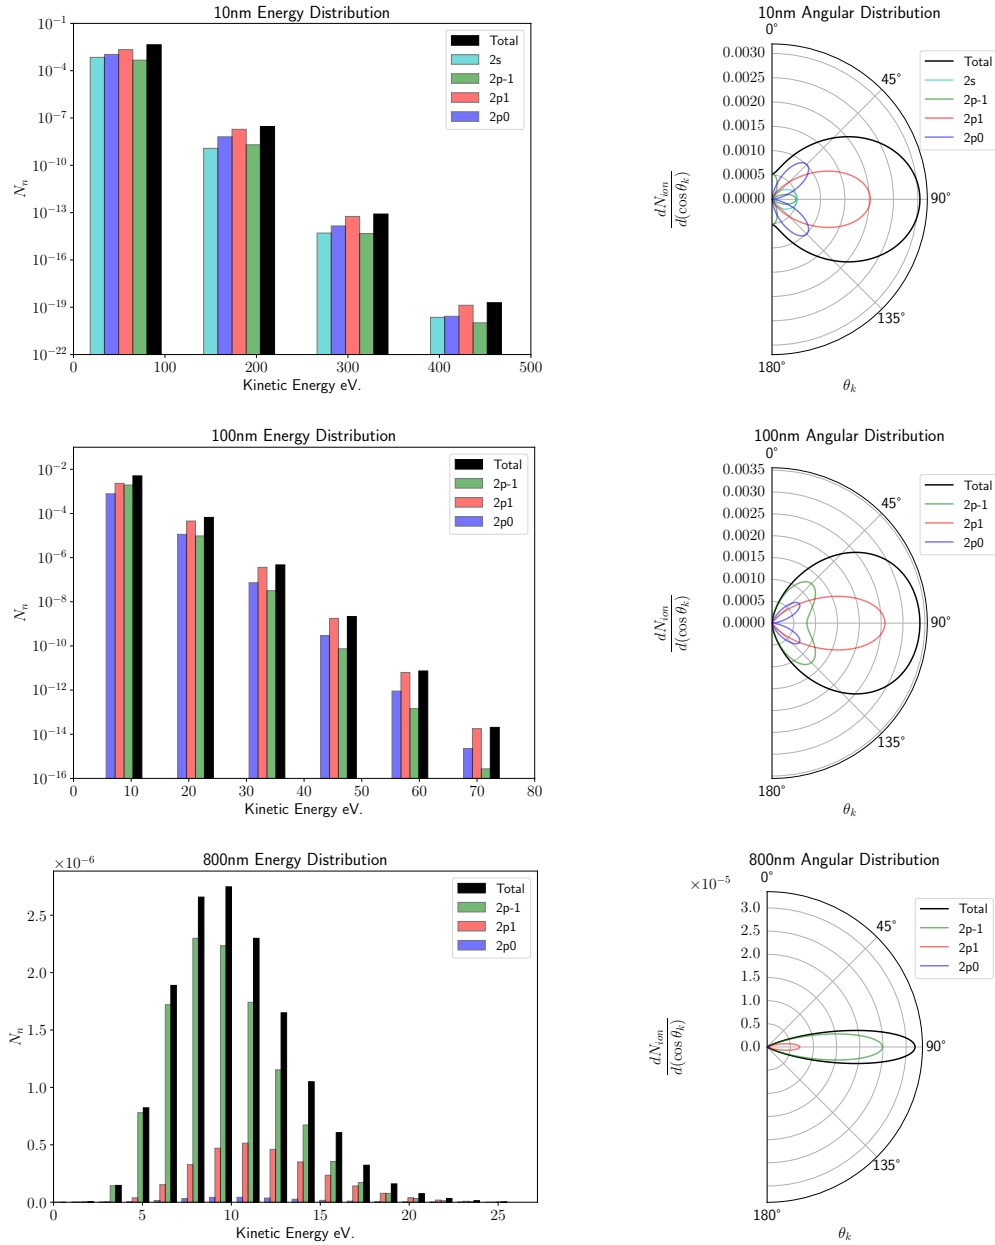 10nm Energy Distribution
10⁻¹
10⁻⁴
10⁻⁷
10⁻¹⁰
10⁻¹³
10⁻¹⁶
10⁻¹⁹
10⁻²²
Nₙ
Total
2s
2p0
2p1
2p-1
0 100 200 300 400 500
Kinetic Energy eV.
10nm Angular Distribution
0°
45°
90°
135°
180°
0.0030
0.0025
0.0020
0.0015
0.0010
0.0005
0.0000
dN_ion
d(cos θ_k)
θ_k
Total
2s
2p-1
2p1
2p0
100nm Energy Distribution
10⁻²
10⁻⁴
10⁻⁶
10⁻⁸
10⁻¹⁰
10⁻¹²
10⁻¹⁴
10⁻¹⁶
Nₙ
Total
2p-1
2p1
2p0
0 10 20 30 40 50 60 70 80
Kinetic Energy eV.
100nm Angular Distribution
0°
45°
90°
135°
180°
0.0035
0.0030
0.0025
0.0020
0.0015
0.0010
0.0005
0.0000
dN_ion
d(cos θ_k)
θ_k
Total
2p-1
2p1
2p0
800nm Energy Distribution
×10⁻⁶
2.5
2.0
1.5
1.0
0.5
0.0
Nₙ
Total
2p-1
2p1
2p0
0 5 10 15 20 25
Kinetic Energy eV.
800nm Angular Distribution
×10⁻⁵
0°
45°
90°
135°
180°
3.0
2.5
2.0
1.5
1.0
0.5
0.0
dN_ion
d(cos θ_k)
θ_k
Total
2p-1
2p1
2p0